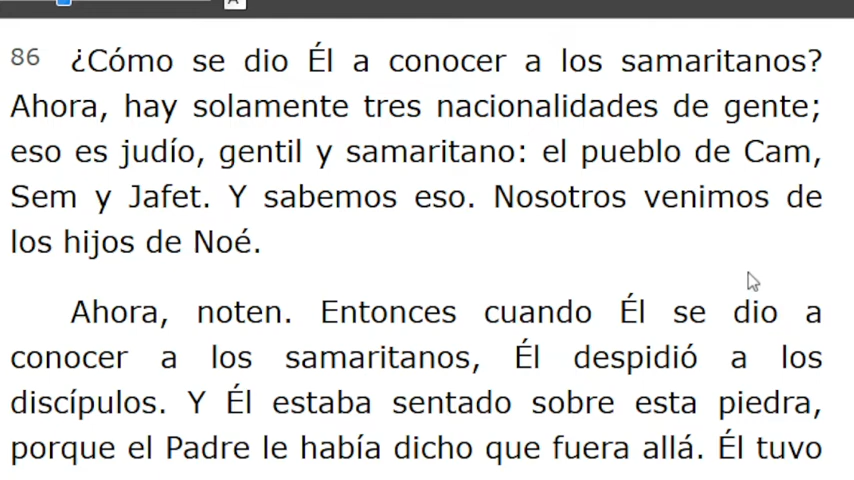 86 ¿Cómo se dio Él a conocer a los samaritanos?
Ahora, hay solamente tres nacionalidades de gente;
eso es judío, gentil y samaritano: el pueblo de Cam,
Sem y Jafet. Y sabemos eso. Nosotros venimos de
los hijos de Noé.
Ahora, noten. Entonces cuando Él se dio a
conocer a los samaritanos, Él despidió a los
discípulos. Y Él estaba sentado sobre esta piedra,
porque el Padre le había dicho que fuera allá. Él tuvo